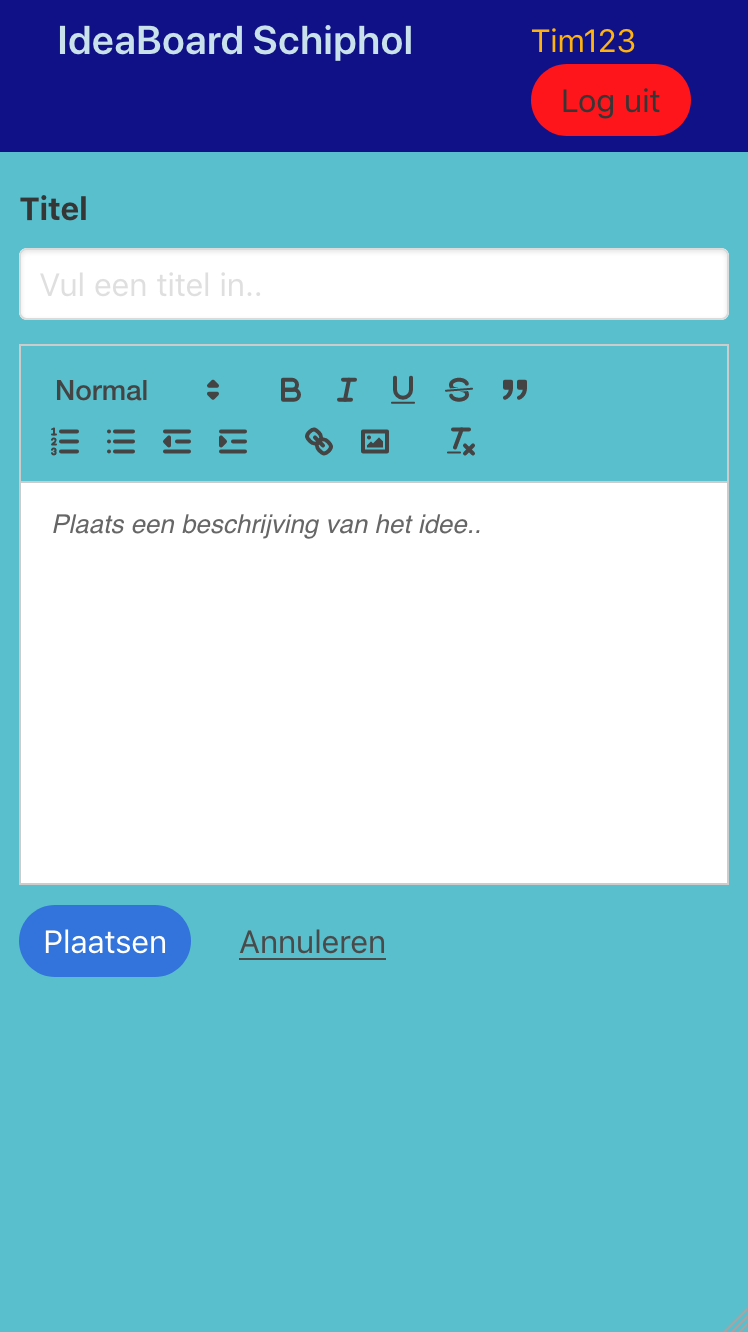 IdeaBoard Schiphol
Tim123
Log uit
Titel
Vul een titel in..
Normal
Plaats een beschrijving van het idee..
Plaatsen
Annuleren